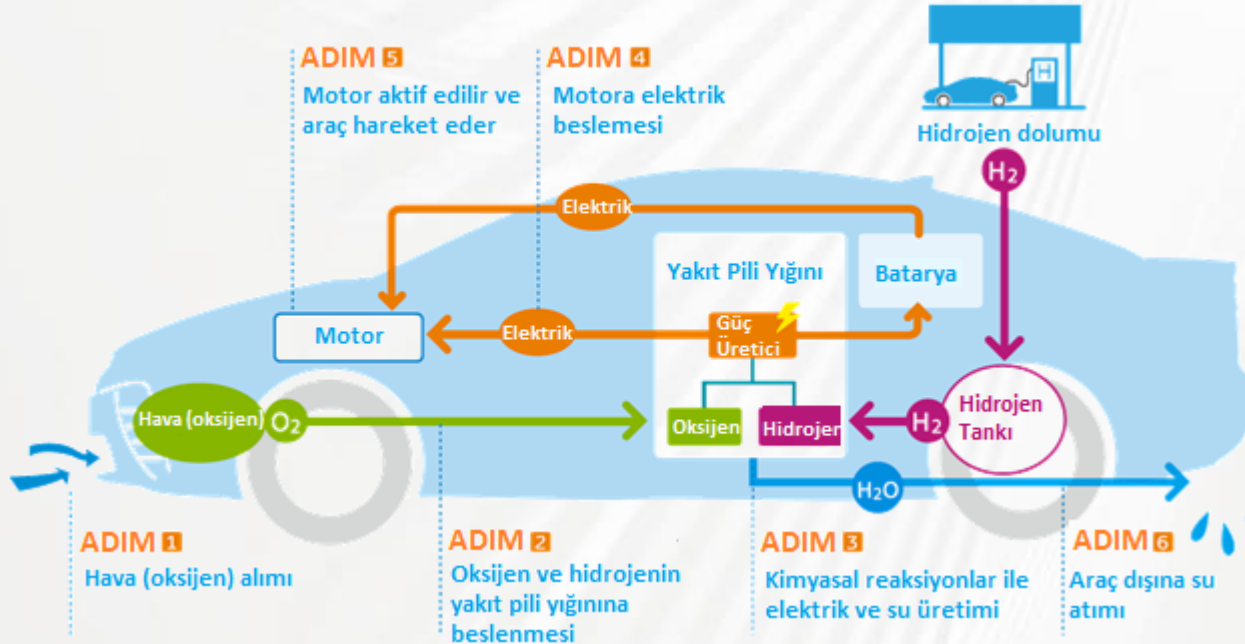 ADIM 5
Motor aktif edilir ve
araç hareket eder
ADIM 4
Motora elektrik
beslemesi
H
Hidrojen dolumu
H₂
Elektrik
Yakıt Pili Yığını
Batarya
Motor
Elektrik
Güç
Üretici
Hava (oksijen)
O₂
Oksijen
Hidrojen
H₂
Hidrojen
Tankı
H₂O
ADIM 1
Hava (oksijen) alımı
ADIM 2
Oksijen ve hidrojenin
yakıt pili yığınına
beslenmesi
ADIM 3
Kimyasal reaksiyonlar ile
elektrik ve su üretimi
ADIM 6
Araç dışına su
atımı